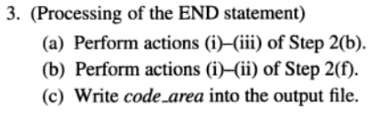 3. (Processing of the END statement)
(a) Perform actions (i)–(iii) of Step 2(b).
(b) Perform actions (i)–(ii) of Step 2(f).
(c) Write code_area into the output file.